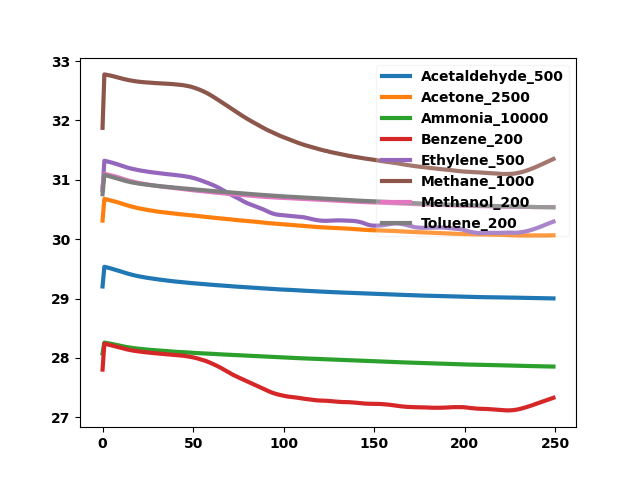 33
32
31
30
29
28
27
0
50
100
150
200
250
Acetaldehyde_500
Acetone_2500
Ammonia_10000
Benzene_200
Ethylene_500
Methane_1000
Methanol_200
Toluene_200